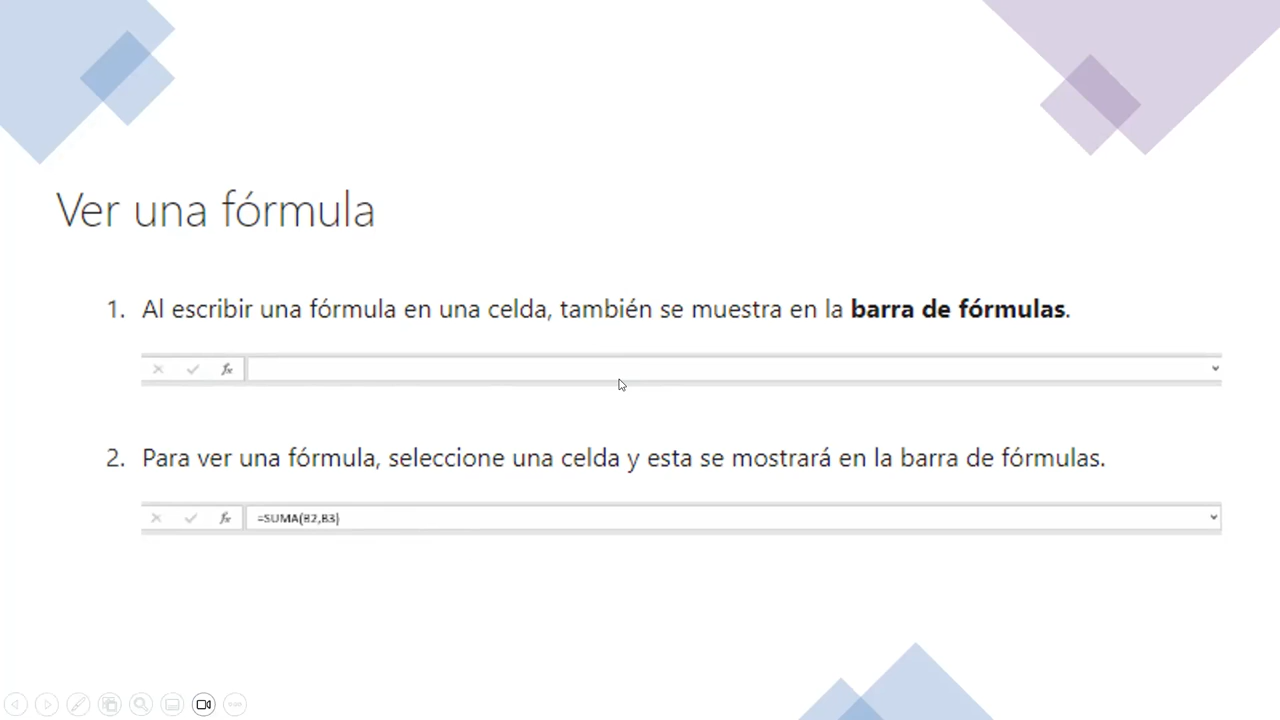 Ver una fórmula
1. Al escribir una fórmula en una celda, también se muestra en la barra de fórmulas.
fx
2. Para ver una fórmula, seleccione una celda y esta se mostrará en la barra de fórmulas.
fx =SUMA(B2,B3)